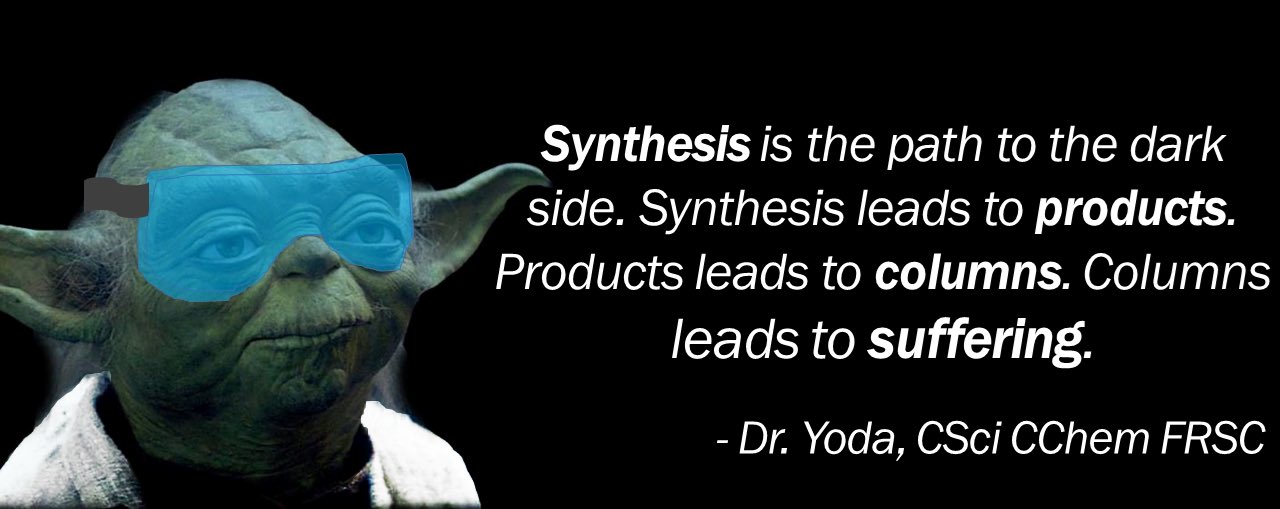 Synthesis is the path to the dark
side. Synthesis leads to products.
Products leads to columns. Columns
leads to suffering.
- Dr. Yoda, CSci CChem FRSC